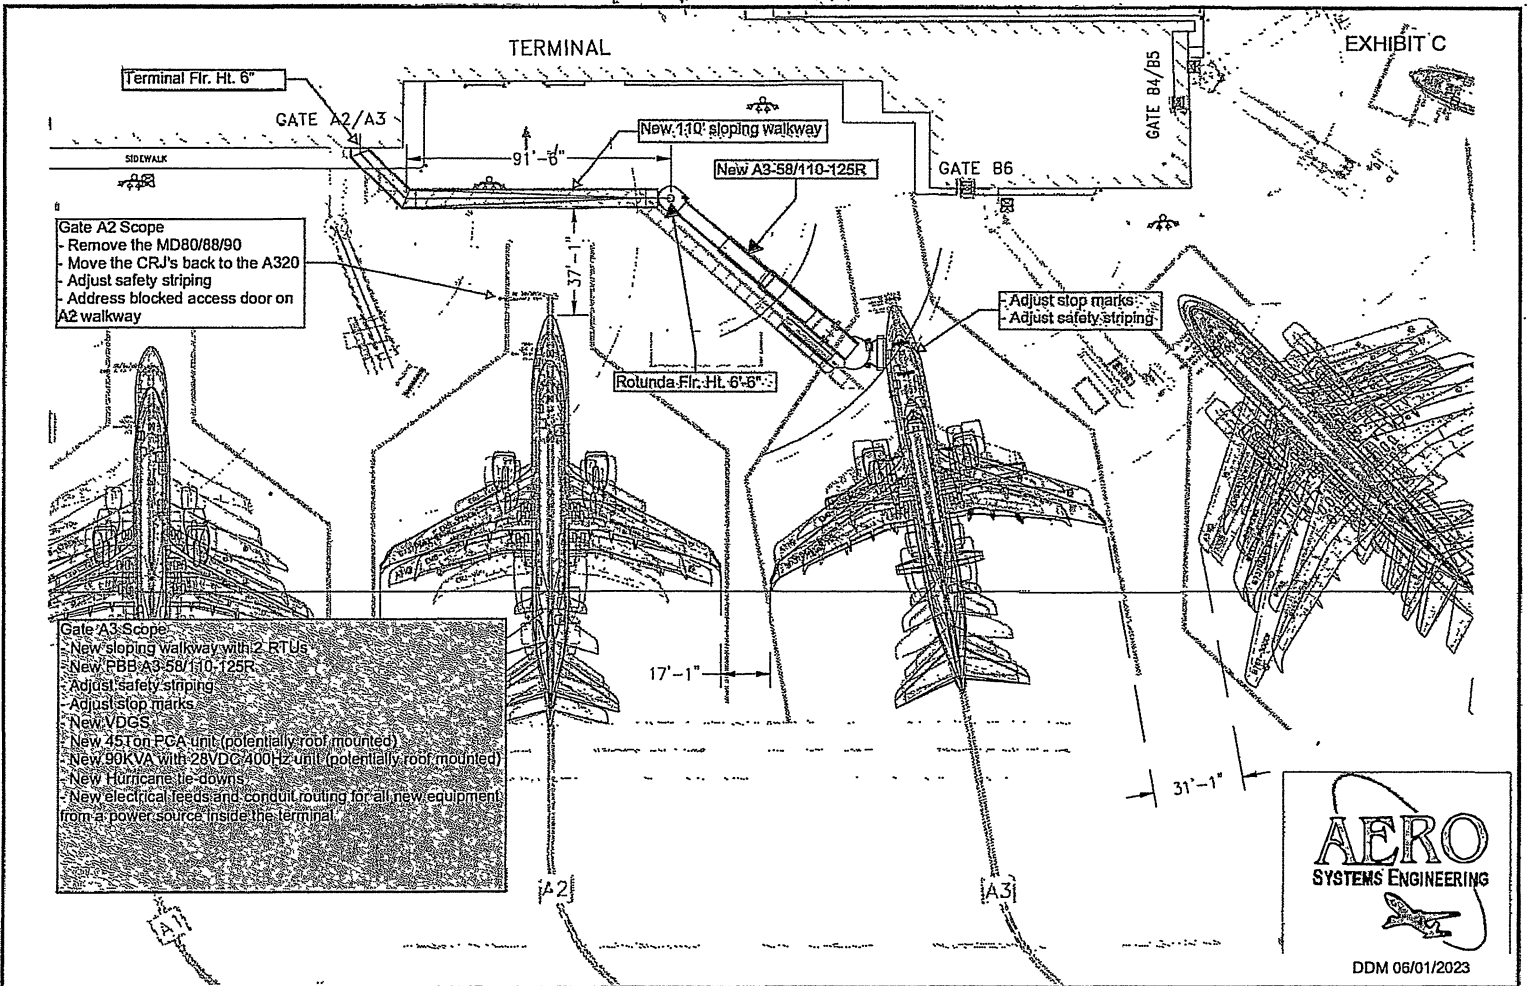 TERMINAL
EXHIBIT C
Terminal Flr. Ht. 6"
GATE A2/A3
New 110' sloping walkway
GATE B4/B5
SIDEWALK
91'-6"
New A3-58/110-125R
GATE B6
Gate A2 Scope
- Remove the MD80/88/90
- Move the CRJ's back to the A320
- Adjust safety striping
- Address blocked access door on
A2 walkway
37'-1"
- Adjust stop marks
- Adjust safety striping
Rotunda Flr. Ht. 6'-6"
Gate A3 Scope
- New sloping walkway with 2 RTUs
- New PBB A3-58/110-125R
- Adjust safety striping
- Adjust stop marks
- New VDGS
- New 45Ton PCA unit (potentially roof mounted)
- New 90KVA with 28VDC 400Hz unit (potentially roof mounted)
- New Hurricane tie-downs
- New electrical feeds and conduit routing for all new equipment
from a power source inside the terminal.
17'-1"
31'-1"
A1
A2
A3
AERO
SYSTEMS ENGINEERING
DDM 06/01/2023